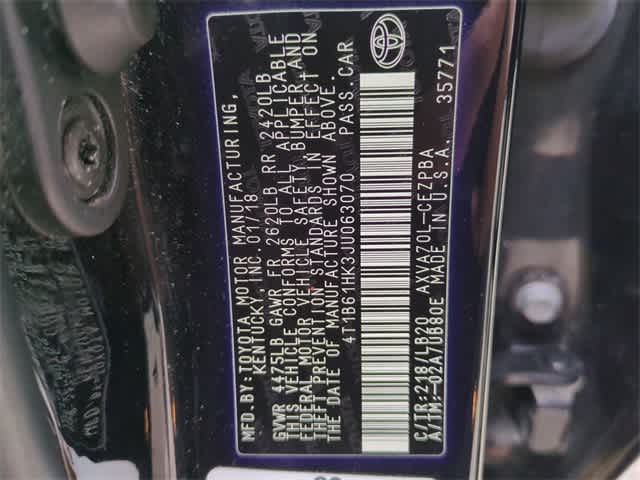 MFD. BY: TOYOTA MOTOR MANUFACTURING,
KENTUCKY, INC. 01/18
GVWR 4475LB GAWR FR 2620LB RR 2420LB
THIS VEHICLE CONFORMS TO ALL APPLICABLE
FEDERAL MOTOR VEHICLE SAFETY, BUMPER, AND
THEFT PREVENTION STANDARDS IN EFFECT ON
THE DATE OF MANUFACTURE SHOWN ABOVE.
4T1B61HK3JU063070 PASS. CAR
C/TR: 218/LB20 AXVA70L-CEZPBA
A/TM: -02A/UB80E MADE IN U.S.A.
35771